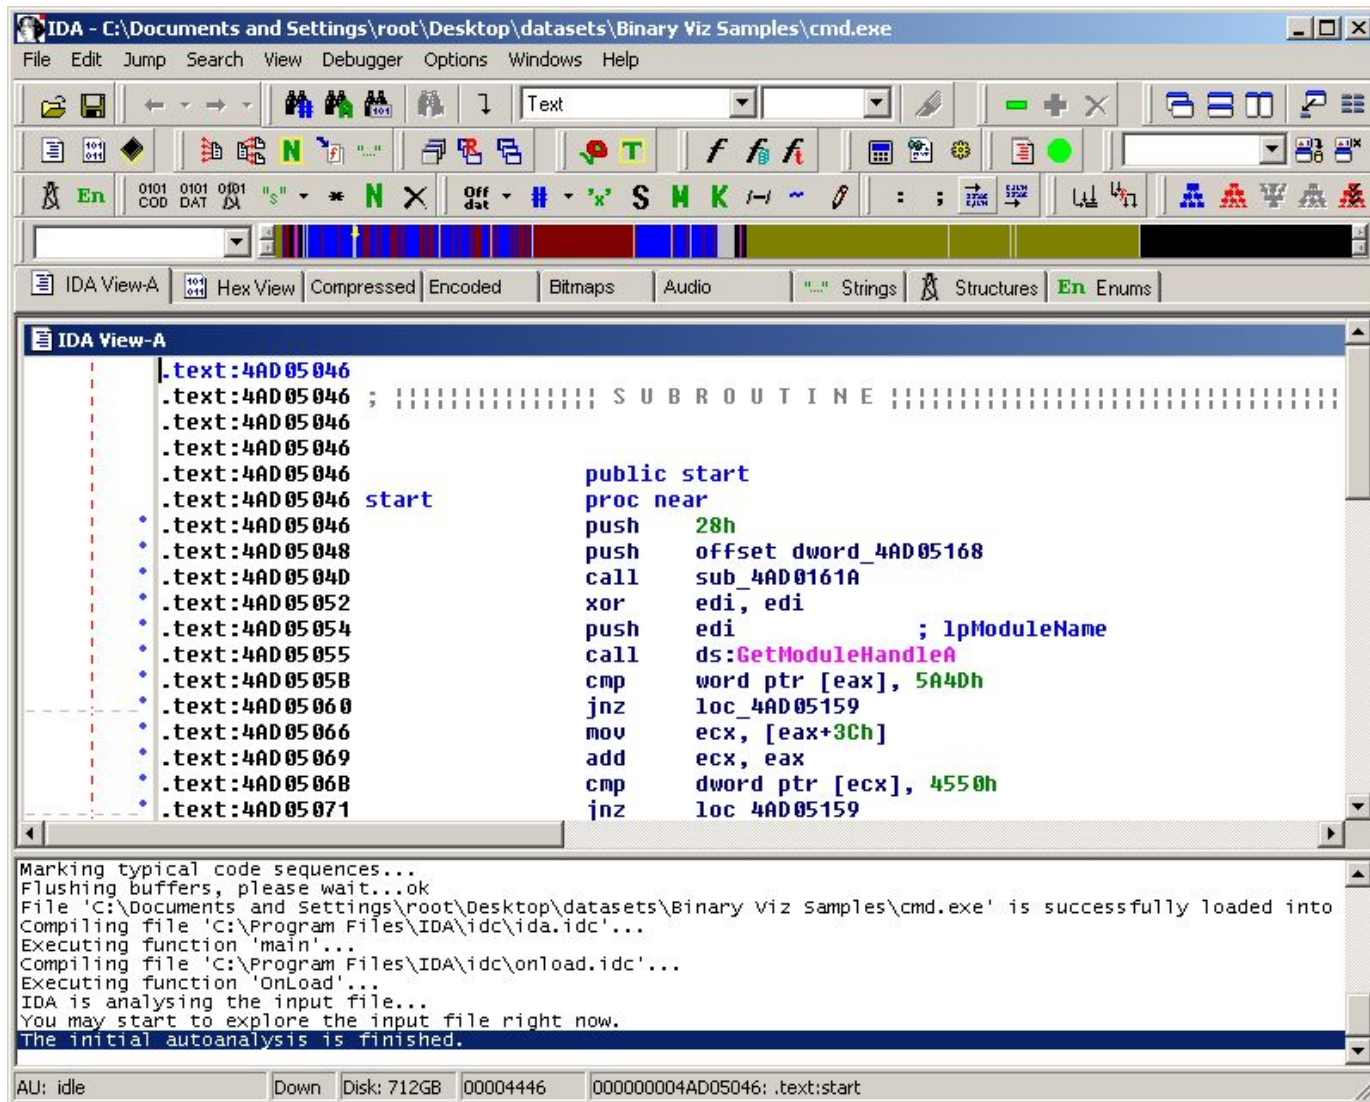 IDA - C:\Documents and Settings\root\Desktop\datasets\Binary Viz Samples\cmd.exe
File Edit Jump Search View Debugger Options Windows Help
Text
N "..." T f f f
En 0101 COD 0101 DAT "s" * N X Off dat # 'x' S M K ~ : ;
IDA View-A Hex View Compressed Encoded Bitmaps Audio "..." Strings Structures En Enums
IDA View-A
.text:4AD05046
.text:4AD05046 ; ¦¦¦¦¦¦¦¦¦¦¦¦¦¦¦ S U B R O U T I N E ¦¦¦¦¦¦¦¦¦¦¦¦¦¦¦¦¦¦¦¦¦¦¦¦¦¦¦¦¦¦¦¦¦
.text:4AD05046
.text:4AD05046
.text:4AD05046 public start
.text:4AD05046 start proc near
.text:4AD05046 push 28h
.text:4AD05048 push offset dword_4AD05168
.text:4AD0504D call sub_4AD0161A
.text:4AD05052 xor edi, edi
.text:4AD05054 push edi ; lpModuleName
.text:4AD05055 call ds:GetModuleHandleA
.text:4AD0505B cmp word ptr [eax], 5A4Dh
.text:4AD05060 jnz loc_4AD05159
.text:4AD05066 mov ecx, [eax+3Ch]
.text:4AD05069 add ecx, eax
.text:4AD0506B cmp dword ptr [ecx], 4550h
.text:4AD05071 jnz loc_4AD05159
Marking typical code sequences...
Flushing buffers, please wait...ok
File 'C:\Documents and Settings\root\Desktop\datasets\Binary Viz Samples\cmd.exe' is successfully loaded into
Compiling file 'C:\Program Files\IDA\idc\ida.idc'...
Executing function 'main'...
Compiling file 'C:\Program Files\IDA\idc\onload.idc'...
Executing function 'OnLoad'...
IDA is analysing the input file...
You may start to explore the input file right now.
The initial autoanalysis is finished.
AU: idle Down Disk: 712GB 00004446 000000004AD05046: .text:start